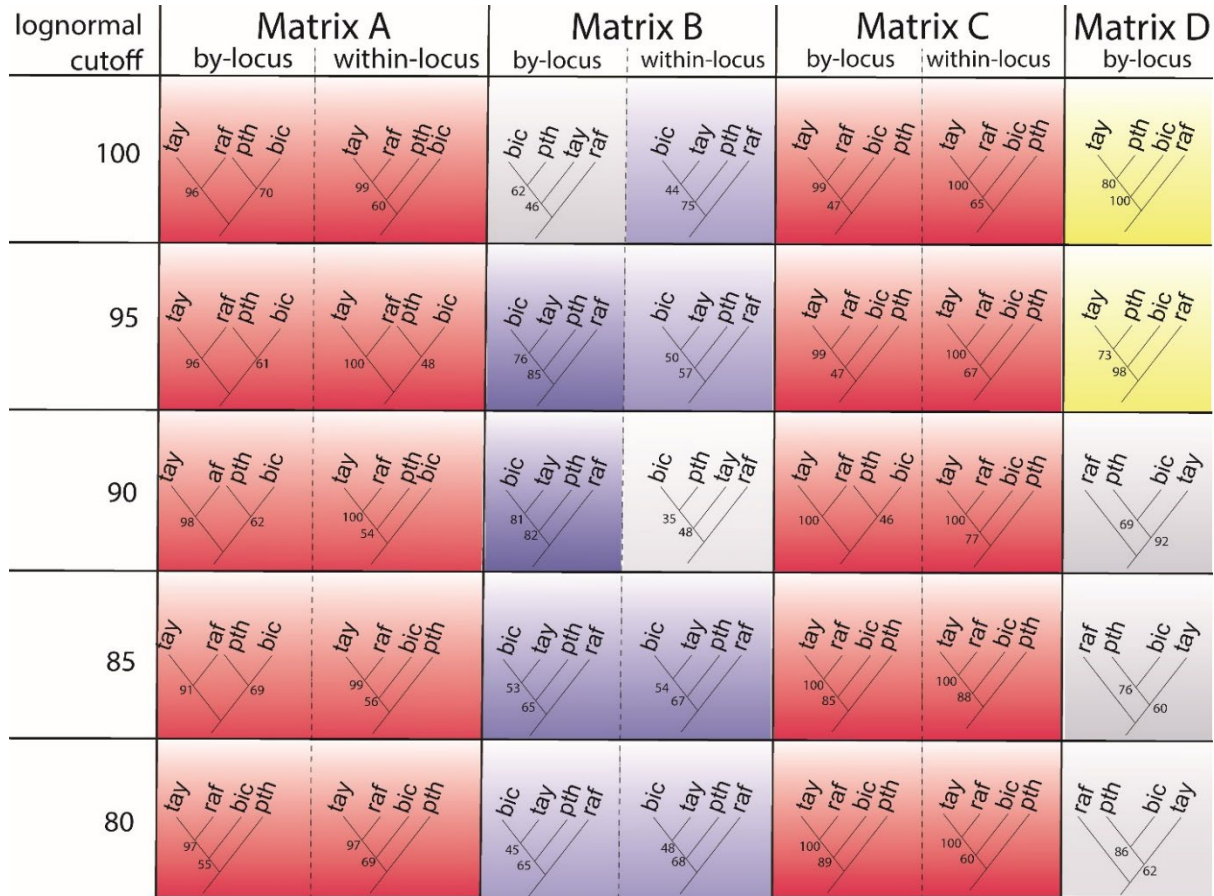 lognormal cutoff Matrix A Matrix B Matrix C Matrix D
by-locus within-locus by-locus within-locus by-locus within-locus by-locus
100
tay raf pth bic 96 70
tay raf pth bic 99 60
bic pth tay raf 62 46
bic tay pth raf 44 75
tay raf bic pth 99 47
tay raf bic pth 100 65
tay pth bic raf 80 100
95
tay raf pth bic 96 61
tay raf pth bic 100 48
bic tay pth raf 76 85
bic tay pth raf 50 57
tay raf bic pth 99 47
tay raf bic pth 100 67
tay pth bic raf 73 98
90
tay af pth bic 98 62
tay raf pth bic 100 54
bic tay pth raf 81 82
bic pth tay raf 35 48
tay raf pth bic 100 46
tay raf bic pth 100 77
raf pth bic tay 69 92
85
tay raf pth bic 91 69
tay raf bic pth 99 56
bic tay pth raf 53 65
bic tay pth raf 54 67
tay raf bic pth 100 85
tay raf bic pth 100 88
raf pth bic tay 76 60
80
tay raf bic pth 97 55
tay raf bic pth 97 69
bic tay pth raf 45 65
bic tay pth raf 48 68
tay raf bic pth 100 89
tay raf bic pth 100 60
raf pth bic tay 86 62